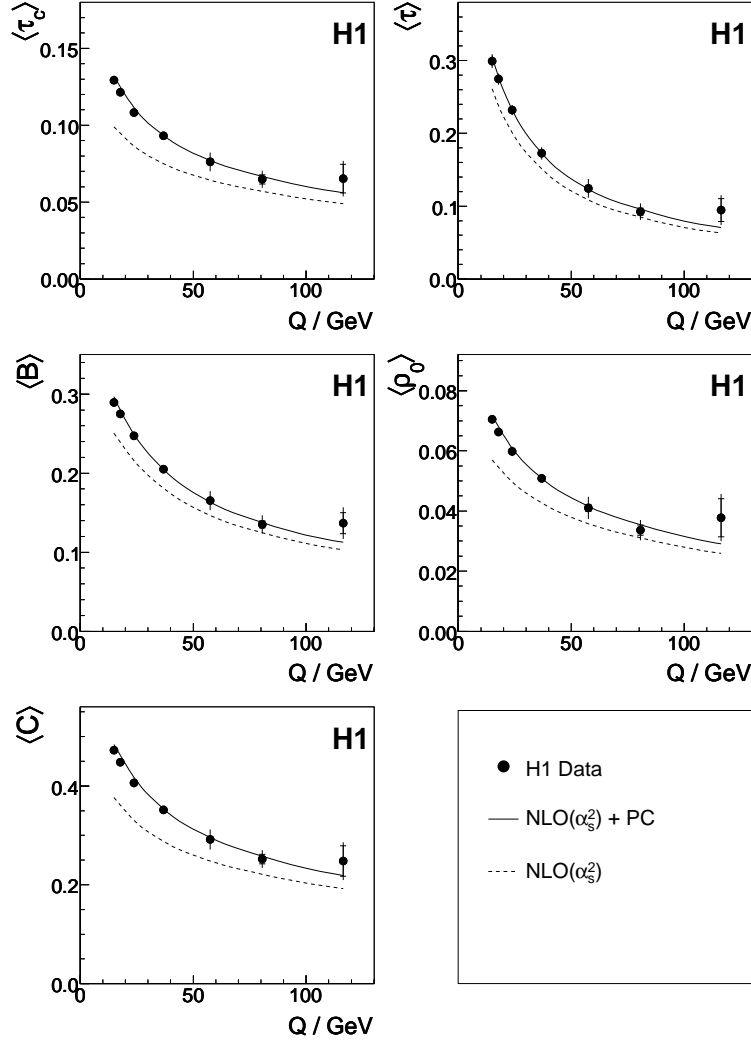 ⟨τc⟩
H1
0.15
0.10
0.05
0.00
0 50 100
Q / GeV
⟨τ⟩
H1
0.3
0.2
0.1
0.0
0 50 100
Q / GeV
⟨B⟩
H1
0.3
0.2
0.1
0.0
0 50 100
Q / GeV
⟨ρ0⟩
H1
0.08
0.06
0.04
0.02
0.00
0 50 100
Q / GeV
⟨C⟩
H1
0.4
0.2
0.0
0 50 100
Q / GeV
H1 Data
NLO(αs²) + PC
NLO(αs²)